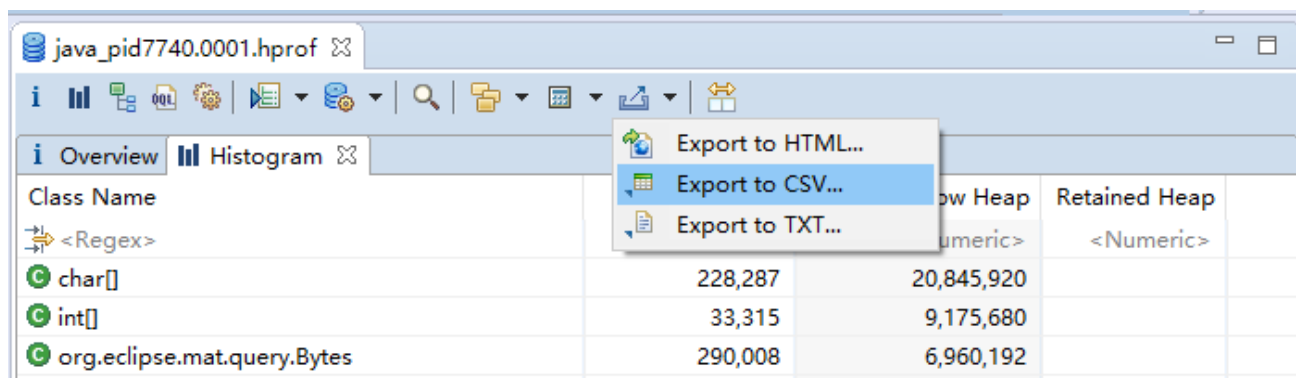 java_pid7740.0001.hprof
i OQL
i Overview Histogram
Export to HTML...
Export to CSV...
Export to TXT...
Class Name ow Heap Retained Heap
<Regex> umeric> <Numeric>
C char[] 228,287 20,845,920
C int[] 33,315 9,175,680
C org.eclipse.mat.query.Bytes 290,008 6,960,192